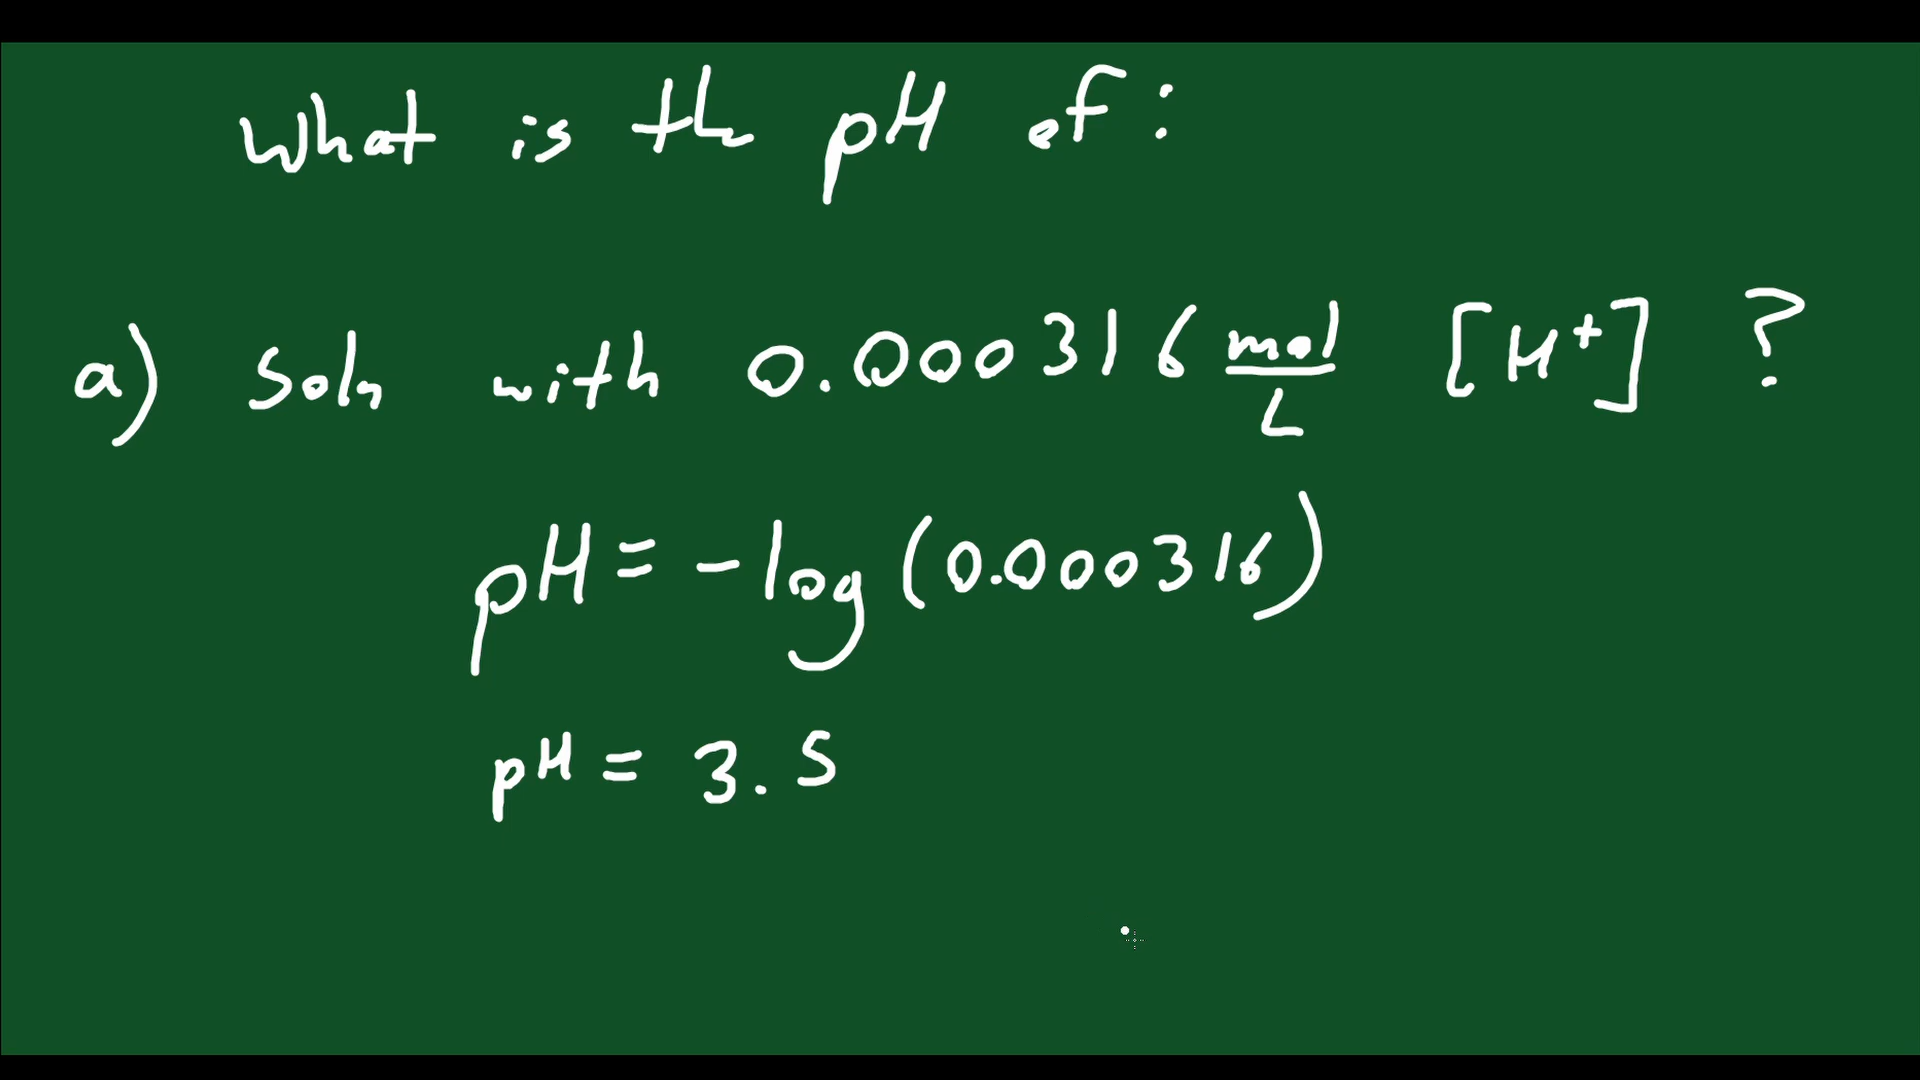 What is the pH of:
a) Soln with 0.000316 mol/L [H+] ?
pH = -log (0.000316)
pH = 3.5